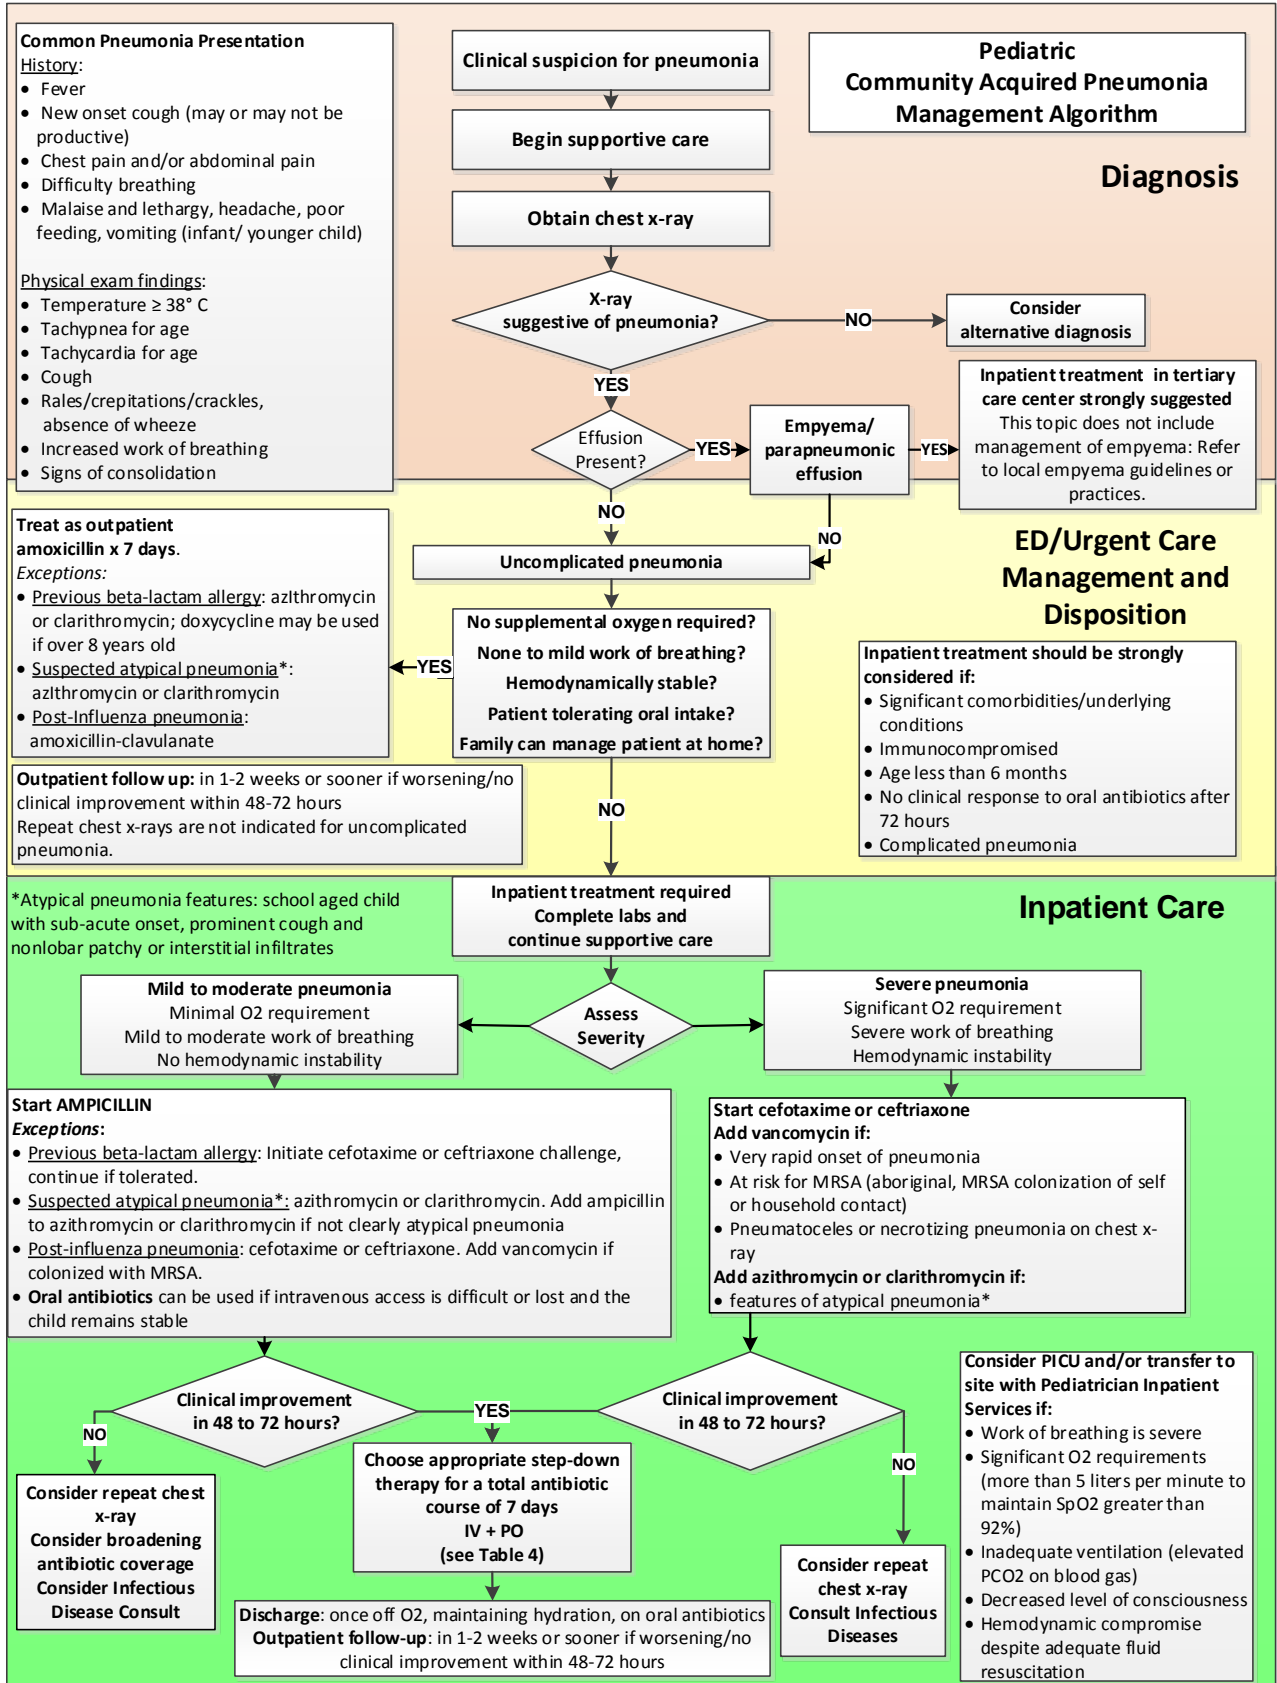 Common Pneumonia Presentation
History:
• Fever
• New onset cough (may or may not be
productive)
• Chest pain and/or abdominal pain
• Difficulty breathing
• Malaise and lethargy, headache, poor
feeding, vomiting (infant/ younger child)
Physical exam findings:
• Temperature ≥ 38° C
• Tachypnea for age
• Tachycardia for age
• Cough
• Rales/crepitations/crackles,
absence of wheeze
• Increased work of breathing
• Signs of consolidation
Clinical suspicion for pneumonia
Begin supportive care
Obtain chest x-ray
X-ray
suggestive of pneumonia?
Pediatric
Community Acquired Pneumonia
Management Algorithm
Diagnosis
NO
Consider
alternative diagnosis
YES
Effusion
Present?
YES
Empyema/
parapneumonic
effusion
YES
Inpatient treatment in tertiary
care center strongly suggested
This topic does not include
management of empyema: Refer
to local empyema guidelines or
practices.
NO
NO
Uncomplicated pneumonia
ED/Urgent Care
Management and
Disposition
Treat as outpatient
amoxicillin x 7 days.
Exceptions:
• Previous beta-lactam allergy: azIthromycin
or clarithromycin; doxycycline may be used
if over 8 years old
• Suspected atypical pneumonia*:
azIthromycin or clarithromycin
• Post-Influenza pneumonia:
amoxicillin-clavulanate
YES
No supplemental oxygen required?
None to mild work of breathing?
Hemodynamically stable?
Patient tolerating oral intake?
Family can manage patient at home?
Inpatient treatment should be strongly
considered if:
• Significant comorbidities/underlying
conditions
• Immunocompromised
• Age less than 6 months
• No clinical response to oral antibiotics after
72 hours
• Complicated pneumonia
Outpatient follow up: in 1-2 weeks or sooner if worsening/no
clinical improvement within 48-72 hours
Repeat chest x-rays are not indicated for uncomplicated
pneumonia.
NO
*Atypical pneumonia features: school aged child
with sub-acute onset, prominent cough and
nonlobar patchy or interstitial infiltrates
Inpatient treatment required
Complete labs and
continue supportive care
Inpatient Care
Mild to moderate pneumonia
Minimal O2 requirement
Mild to moderate work of breathing
No hemodynamic instability
Assess
Severity
Severe pneumonia
Significant O2 requirement
Severe work of breathing
Hemodynamic instability
Start AMPICILLIN
Exceptions:
• Previous beta-lactam allergy: Initiate cefotaxime or ceftriaxone challenge,
continue if tolerated.
• Suspected atypical pneumonia*: azithromycin or clarithromycin. Add ampicillin
to azithromycin or clarithromycin if not clearly atypical pneumonia
• Post-influenza pneumonia: cefotaxime or ceftriaxone. Add vancomycin if
colonized with MRSA.
• Oral antibiotics can be used if intravenous access is difficult or lost and the
child remains stable
Start cefotaxime or ceftriaxone
Add vancomycin if:
• Very rapid onset of pneumonia
• At risk for MRSA (aboriginal, MRSA colonization of self
or household contact)
• Pneumatoceles or necrotizing pneumonia on chest x-
ray
Add azithromycin or clarithromycin if:
• features of atypical pneumonia*
Clinical improvement
in 48 to 72 hours?
YES
Clinical improvement
in 48 to 72 hours?
NO
NO
Consider repeat chest
x-ray
Consider broadening
antibiotic coverage
Consider Infectious
Disease Consult
Choose appropriate step-down
therapy for a total antibiotic
course of 7 days
IV + PO
(see Table 4)
Consider repeat
chest x-ray
Consult Infectious
Diseases
Consider PICU and/or transfer to
site with Pediatrician Inpatient
Services if:
• Work of breathing is severe
• Significant O2 requirements
(more than 5 liters per minute to
maintain SpO2 greater than
92%)
• Inadequate ventilation (elevated
PCO2 on blood gas)
• Decreased level of consciousness
• Hemodynamic compromise
despite adequate fluid
resuscitation
Discharge: once off O2, maintaining hydration, on oral antibiotics
Outpatient follow-up: in 1-2 weeks or sooner if worsening/no
clinical improvement within 48-72 hours